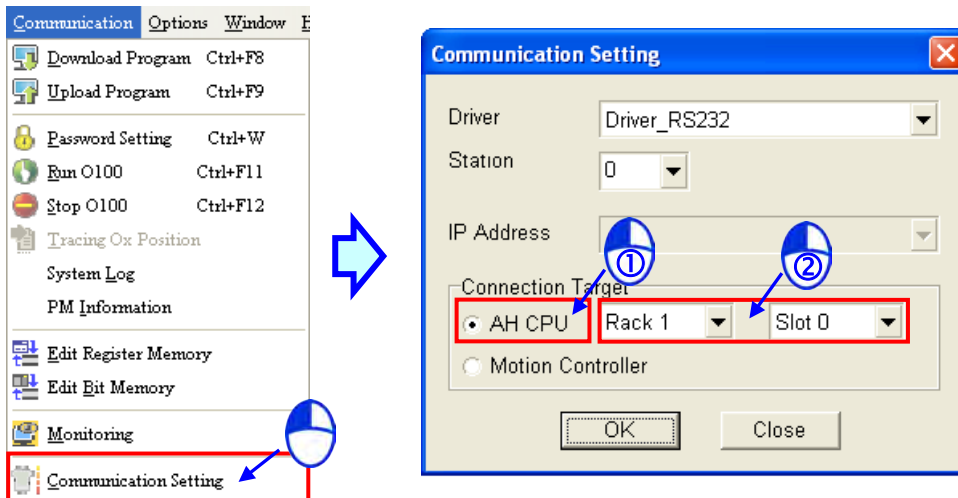 Communication Options Window
Download Program Ctrl+F8
Upload Program Ctrl+F9
Password Setting Ctrl+W
Run O100 Ctrl+F11
Stop O100 Ctrl+F12
Tracing Ox Position
System Log
PM Information
Edit Register Memory
Edit Bit Memory
Monitoring
Communication Setting
Communication Setting
Driver Driver_RS232
Station 0
IP Address
① ②
Connection Target
AH CPU Rack 1 Slot 0
Motion Controller
OK Close